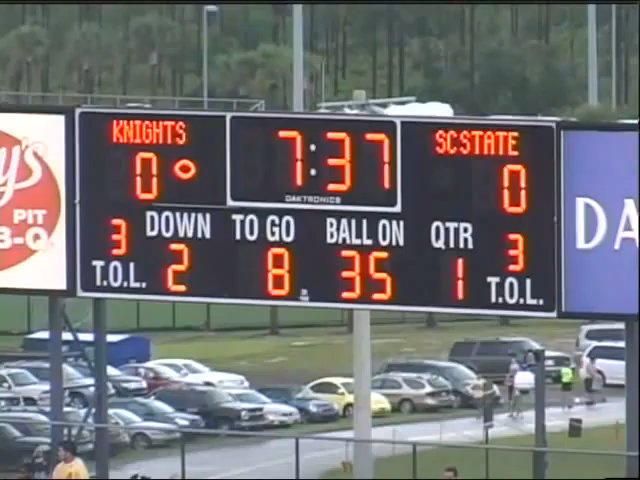 KNIGHTS 7:37 SCSTATE
0 0
DAKTRONICS
DOWN TO GO BALL ON QTR
3 2 8 35 1 3
T.O.L. T.O.L.
PIT
DA